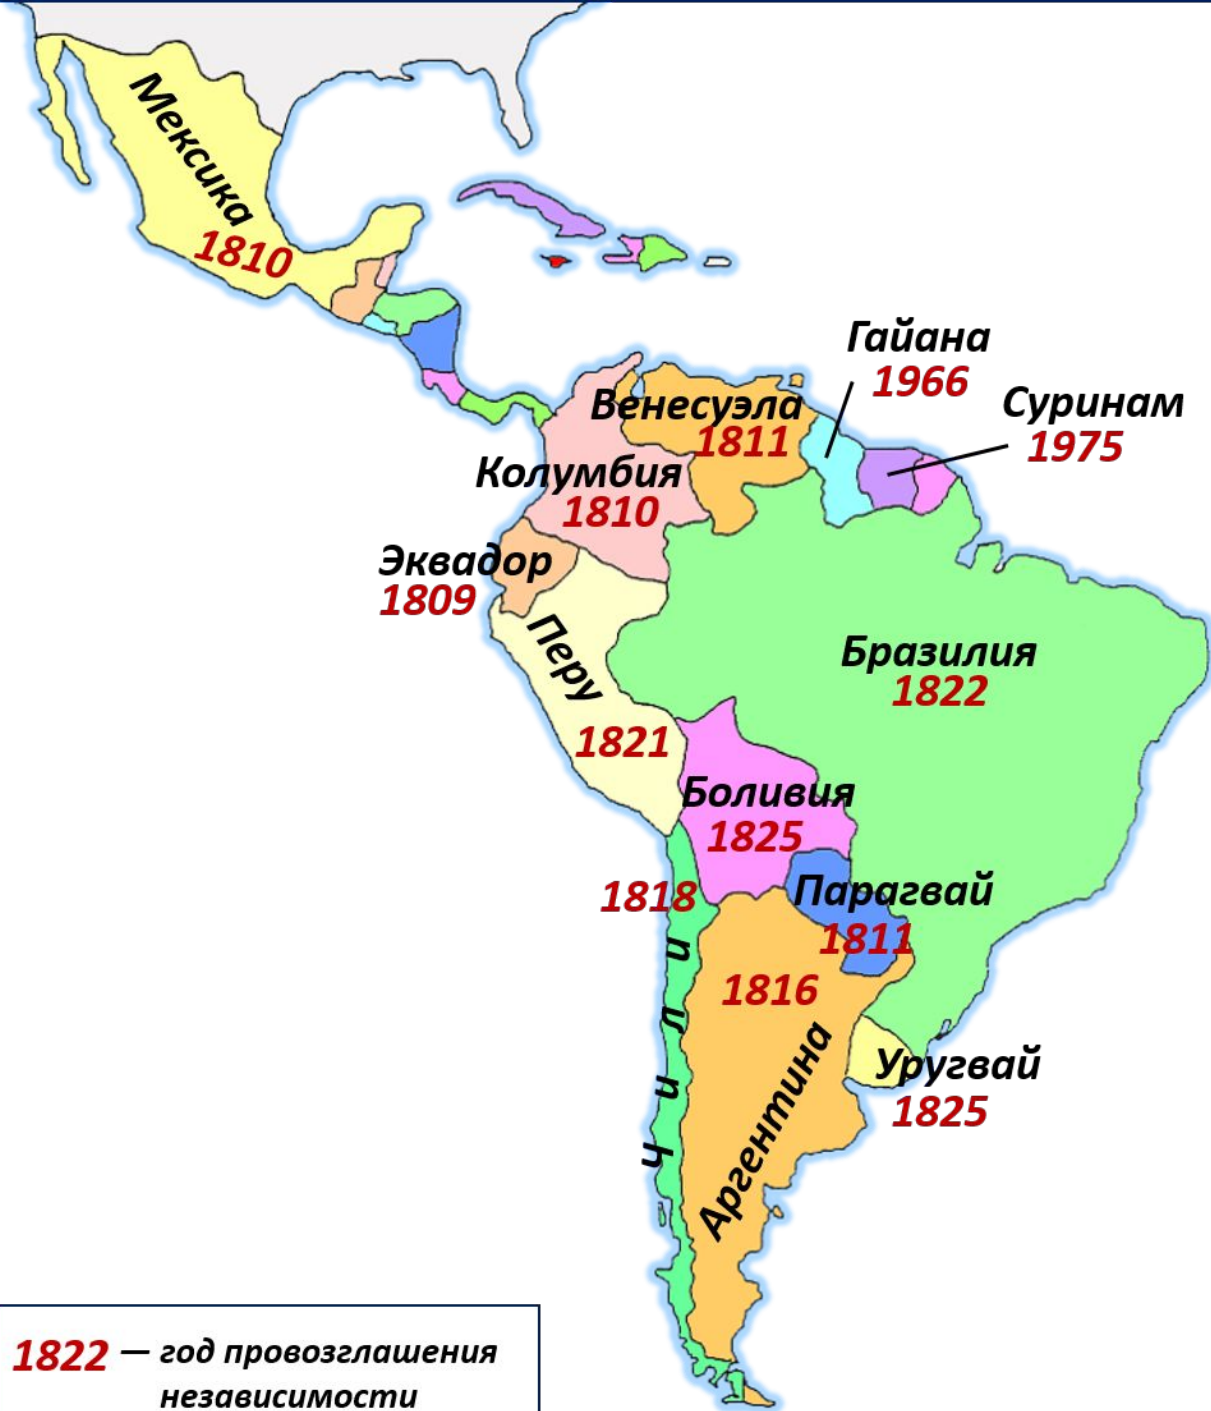 Мексика
1810
Гайана
1966
Суринам
1975
Венесуэла
1811
Колумбия
1810
Эквадор
1809
Перу
1821
Бразилия
1822
Боливия
1825
Парагвай
1811
1818
Чили
1816
Аргентина
Уругвай
1825
1822 — год провозглашения
независимости